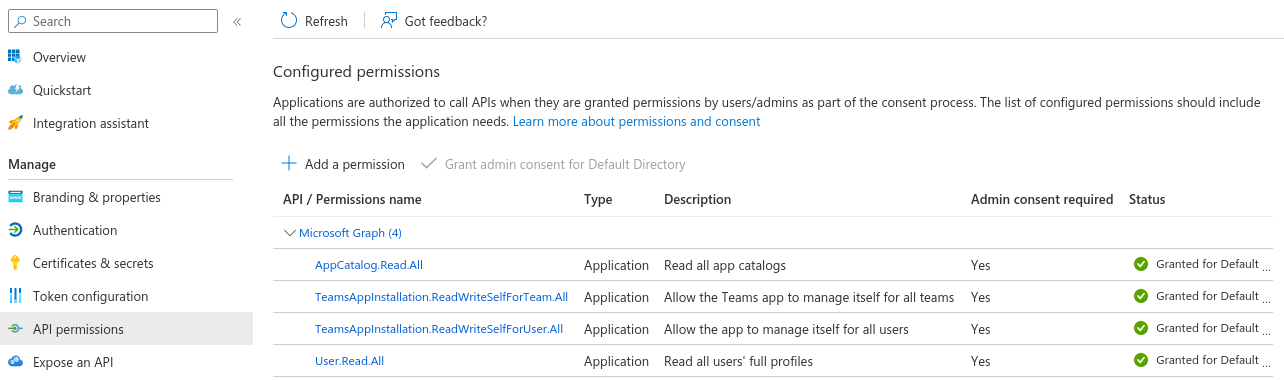 Search
«
Overview
Quickstart
Integration assistant
Manage
Branding & properties
Authentication
Certificates & secrets
Token configuration
API permissions
Expose an API
Refresh
Got feedback?
Configured permissions
Applications are authorized to call APIs when they are granted permissions by users/admins as part of the consent process. The list of configured permissions should include
all the permissions the application needs. Learn more about permissions and consent
Add a permission
Grant admin consent for Default Directory
API / Permissions name Type Description Admin consent required Status
Microsoft Graph (4)
AppCatalog.Read.All Application Read all app catalogs Yes Granted for Default ...
TeamsAppInstallation.ReadWriteSelfForTeam.All Application Allow the Teams app to manage itself for all teams Yes Granted for Default ...
TeamsAppInstallation.ReadWriteSelfForUser.All Application Allow the app to manage itself for all users Yes Granted for Default ...
User.Read.All Application Read all users' full profiles Yes Granted for Default ...